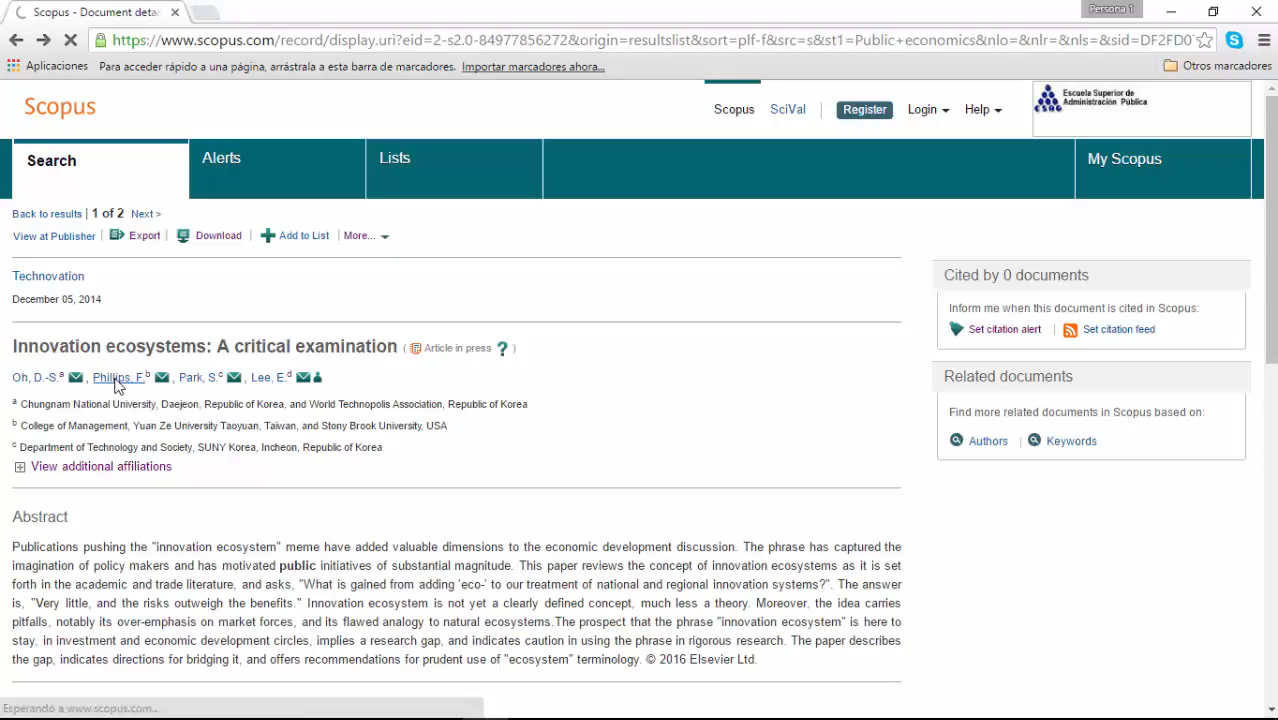 Scopus - Document detai
Persona 1
https://www.scopus.com/record/display.uri?eid=2-s2.0-84977856272&origin=resultslist&sort=plf-f&src=s&st1=Public+economics&nlo=&nlr=&nls=&sid=DF2FD0
Aplicaciones Para acceder rápido a una página, arrástrala a esta barra de marcadores. Importar marcadores ahora... Otros marcadores
Scopus
Scopus SciVal | Register Login Help
Escuela Superior de
Administración Pública
Search Alerts Lists My Scopus
Back to results | 1 of 2 Next >
View at Publisher | Export | Download | Add to List | More...
Technovation
December 05, 2014
Innovation ecosystems: A critical examination ( Article in press ? )
Oh, D.-S.a , Phillips, F.b , Park, S.c , Lee, E.d
a Chungnam National University, Daejeon, Republic of Korea, and World Technopolis Association, Republic of Korea
b College of Management, Yuan Ze University Taoyuan, Taiwan, and Stony Brook University, USA
c Department of Technology and Society, SUNY Korea, Incheon, Republic of Korea
View additional affiliations
Abstract
Publications pushing the "innovation ecosystem" meme have added valuable dimensions to the economic development discussion. The phrase has captured the
imagination of policy makers and has motivated public initiatives of substantial magnitude. This paper reviews the concept of innovation ecosystems as it is set
forth in the academic and trade literature, and asks, "What is gained from adding 'eco-' to our treatment of national and regional innovation systems?". The answer
is, "Very little, and the risks outweigh the benefits." Innovation ecosystem is not yet a clearly defined concept, much less a theory. Moreover, the idea carries
pitfalls, notably its over-emphasis on market forces, and its flawed analogy to natural ecosystems.The prospect that the phrase "innovation ecosystem" is here to
stay, in investment and economic development circles, implies a research gap, and indicates caution in using the phrase in rigorous research. The paper describes
the gap, indicates directions for bridging it, and offers recommendations for prudent use of "ecosystem" terminology. © 2016 Elsevier Ltd.
Cited by 0 documents
Inform me when this document is cited in Scopus:
Set citation alert | Set citation feed
Related documents
Find more related documents in Scopus based on:
Authors | Keywords
Esperando a www.scopus.com...